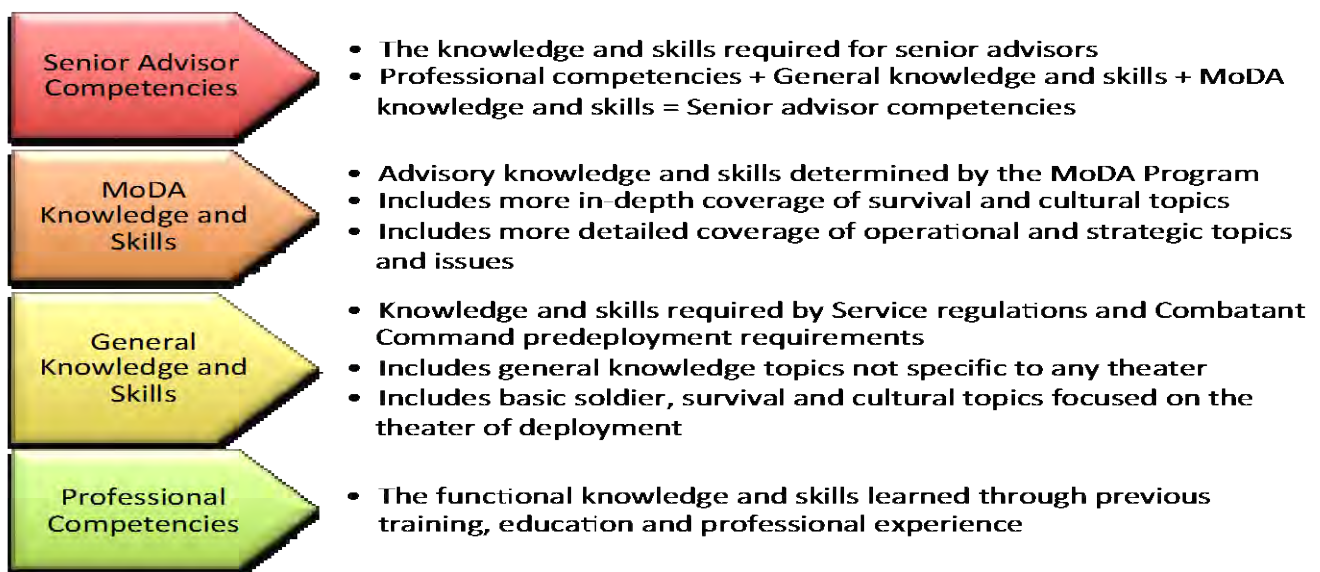 Senior Advisor
Competencies
• The knowledge and skills required for senior advisors
• Professional competencies + General knowledge and skills + MoDA
knowledge and skills = Senior advisor competencies
MoDA
Knowledge and
Skills
• Advisory knowledge and skills determined by the MoDA Program
• Includes more in-depth coverage of survival and cultural topics
• Includes more detailed coverage of operational and strategic topics
and issues
General
Knowledge and
Skills
• Knowledge and skills required by Service regulations and Combatant
Command predeployment requirements
• Includes general knowledge topics not specific to any theater
• Includes basic soldier, survival and cultural topics focused on the
theater of deployment
Professional
Competencies
• The functional knowledge and skills learned through previous
training, education and professional experience